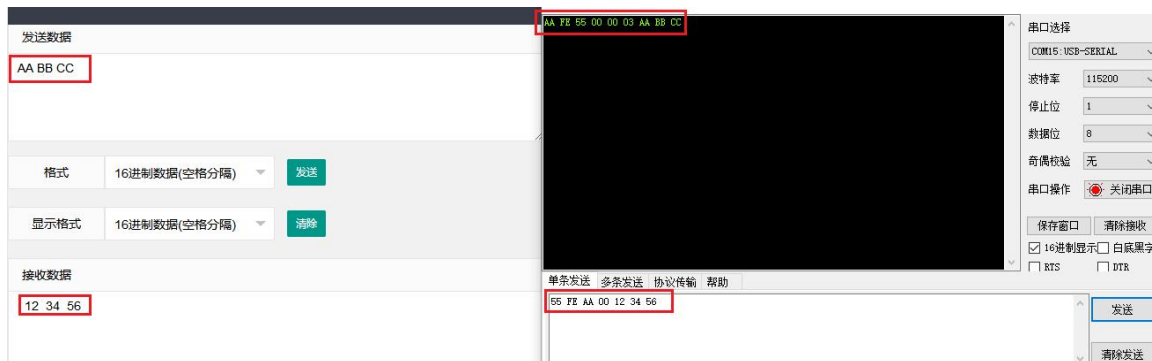 发送数据
AA BB CC
格式 16进制数据(空格分隔) 发送
显示格式 16进制数据(空格分隔) 清除
接收数据
12 34 56
AA FE 55 00 00 03 AA BB CC
串口选择
COM15:USB-SERIAL
波特率 115200
停止位 1
数据位 8
奇偶校验 无
串口操作 关闭串口
保存窗口 清除接收
16进制显示 白底黑字
RTS DTR
单条发送 多条发送 协议传输 帮助
55 FE AA 00 12 34 56
发送
清除发送